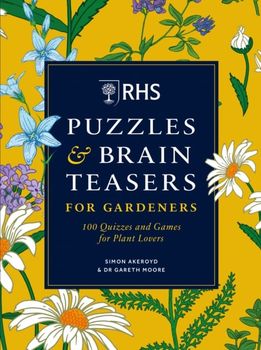 RHS
PUZZLES
& BRAIN
TEASERS
FOR GARDENERS
100 Quizzes and Games
for Plant Lovers
SIMON AKEROYD
& DR GARETH MOORE